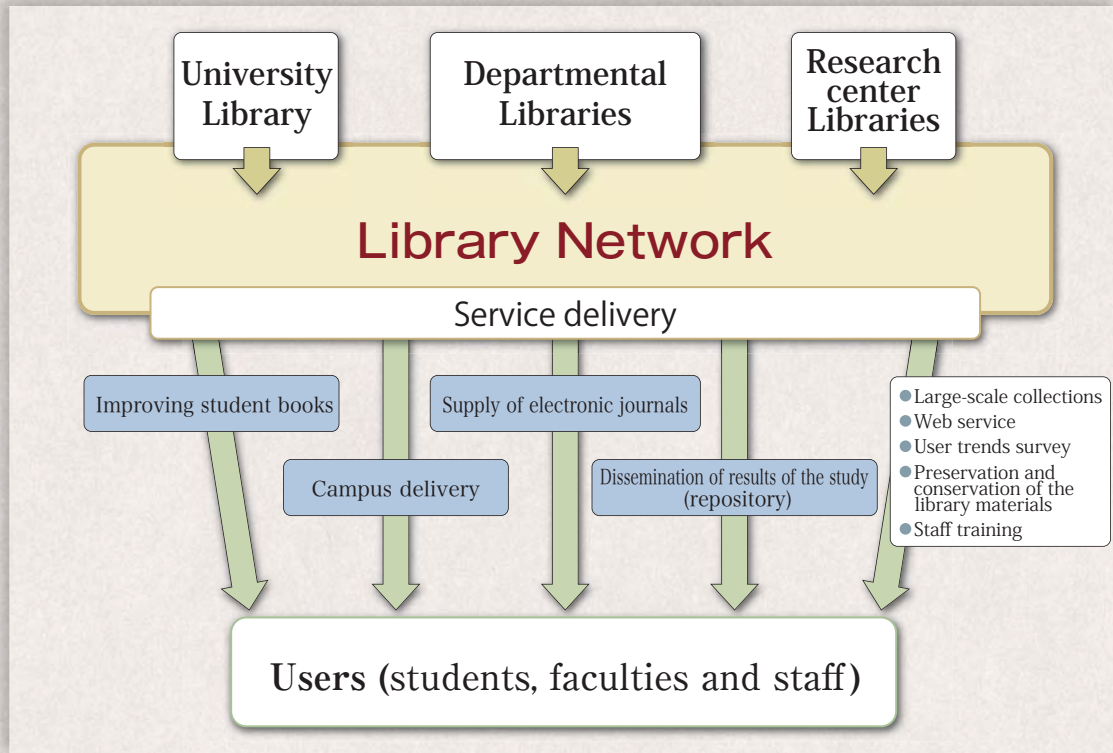 University
Library
Departmental
Libraries
Research
center
Libraries
Library Network
Service delivery
Improving student books
Supply of electronic journals
Campus delivery
Dissemination of results of the study
(repository)
Large-scale collections
Web service
User trends survey
Preservation and
conservation of the
library materials
Staff training
Users (students, faculties and staff)